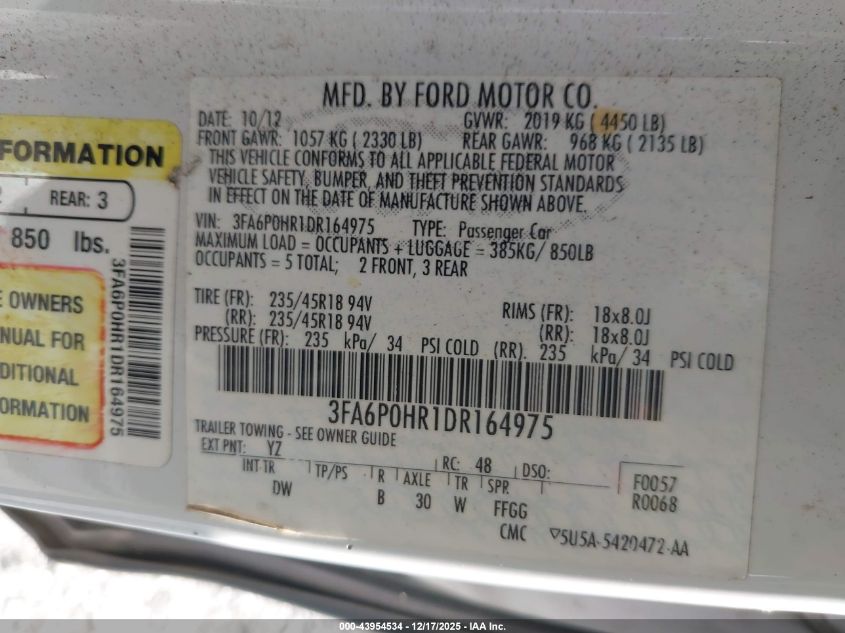 MFD. BY FORD MOTOR CO.
DATE: 10/12 GVWR: 2019 KG ( 4450 LB)
FRONT GAWR: 1057 KG ( 2330 LB) REAR GAWR: 968 KG ( 2135 LB)
THIS VEHICLE CONFORMS TO ALL APPLICABLE FEDERAL MOTOR
VEHICLE SAFETY, BUMPER, AND THEFT PREVENTION STANDARDS
IN EFFECT ON THE DATE OF MANUFACTURE SHOWN ABOVE.
VIN: 3FA6P0HR1DR164975 TYPE: Passenger Car
MAXIMUM LOAD = OCCUPANTS + LUGGAGE = 385KG/ 850LB
OCCUPANTS = 5 TOTAL; 2 FRONT, 3 REAR
TIRE (FR): 235/45R18 94V RIMS (FR): 18x8.0J
(RR): 235/45R18 94V (RR): 18x8.0J
PRESSURE (FR): 235 kPa/ 34 PSI COLD (RR). 235 kPa/ 34 PSI COLD
3FA6P0HR1DR164975
TRAILER TOWING - SEE OWNER GUIDE
EXT PNT: YZ RC: 48 DSO: F0057
INT TR TP/PS R AXLE TR SPR R0068
DW B 30 W FFGG
CMC 5U5A-5420472-AA
FORMATION
REAR: 3
850 lbs.
3FA6P0HR1DR164975
E OWNERS
ANUAL FOR
DDITIONAL
FORMATION
000-43954534 - 12/17/2025 - IAA Inc.